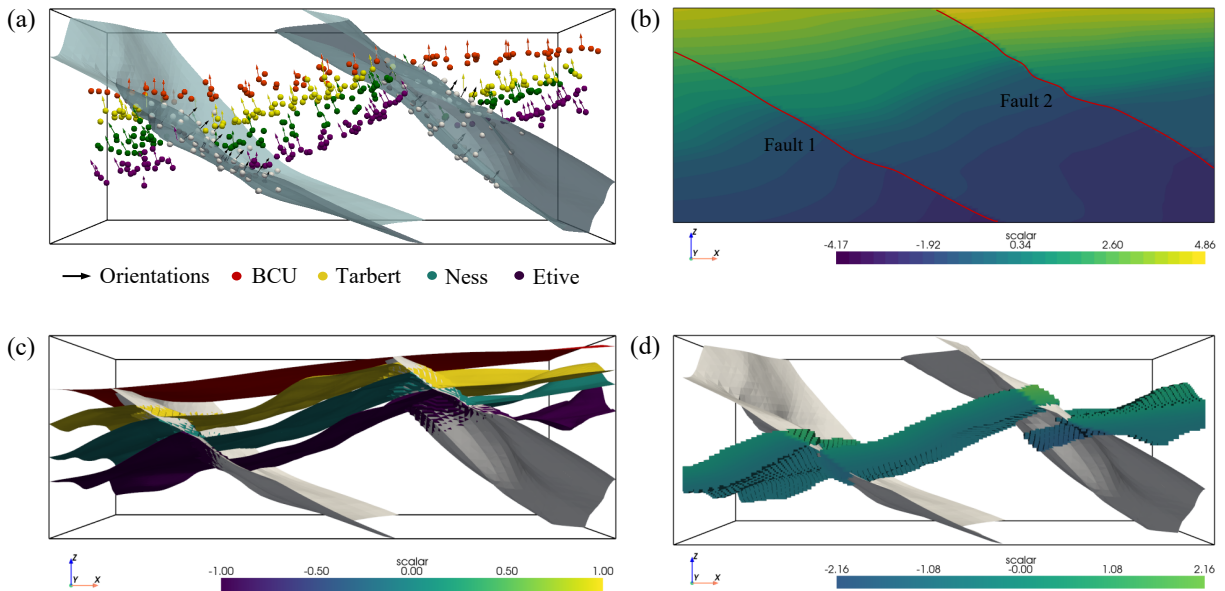 (a)
(b)
Fault 1
Fault 2
Orientations BCU Tarbert Ness Etive
Z
Y X
scalar
-4.17 -1.92 0.34 2.60 4.86
(c)
(d)
Z
Y X
scalar
-1.00 -0.50 0.00 0.50 1.00
Z
Y X
scalar
-2.16 -1.08 -0.00 1.08 2.16